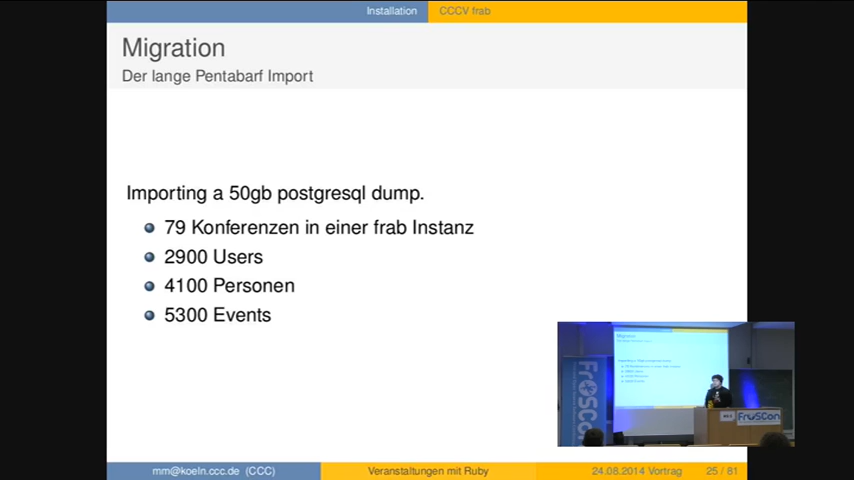 Installation
CCCV frab
Migration
Der lange Pentabarf Import
Importing a 50gb postgresql dump.
79 Konferenzen in einer frab Instanz
2900 Users
4100 Personen
5300 Events
FrOSCon
FrOSCon
mm@koeln.ccc.de (CCC)
Veranstaltungen mit Ruby
24.08.2014 Vortrag
25 / 81